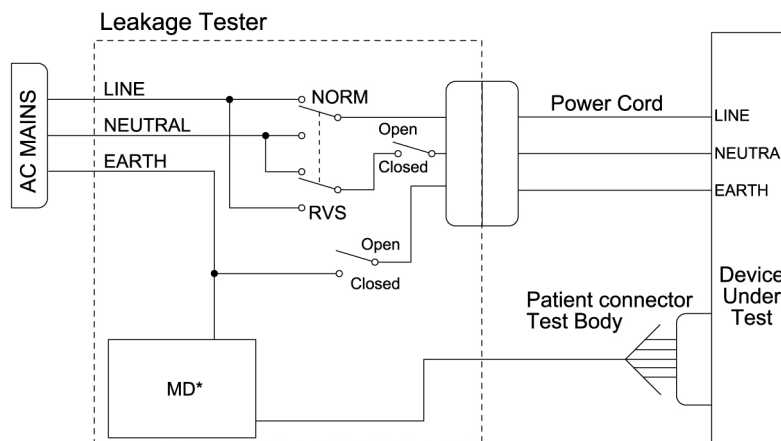 Leakage Tester
AC MAINS
LINE
NEUTRAL
EARTH
NORM
RVS
Open
Closed
Open
Closed
MD*
Power Cord
LINE
NEUTRA
EARTH
Patient connector
Test Body
Device
Under
Test